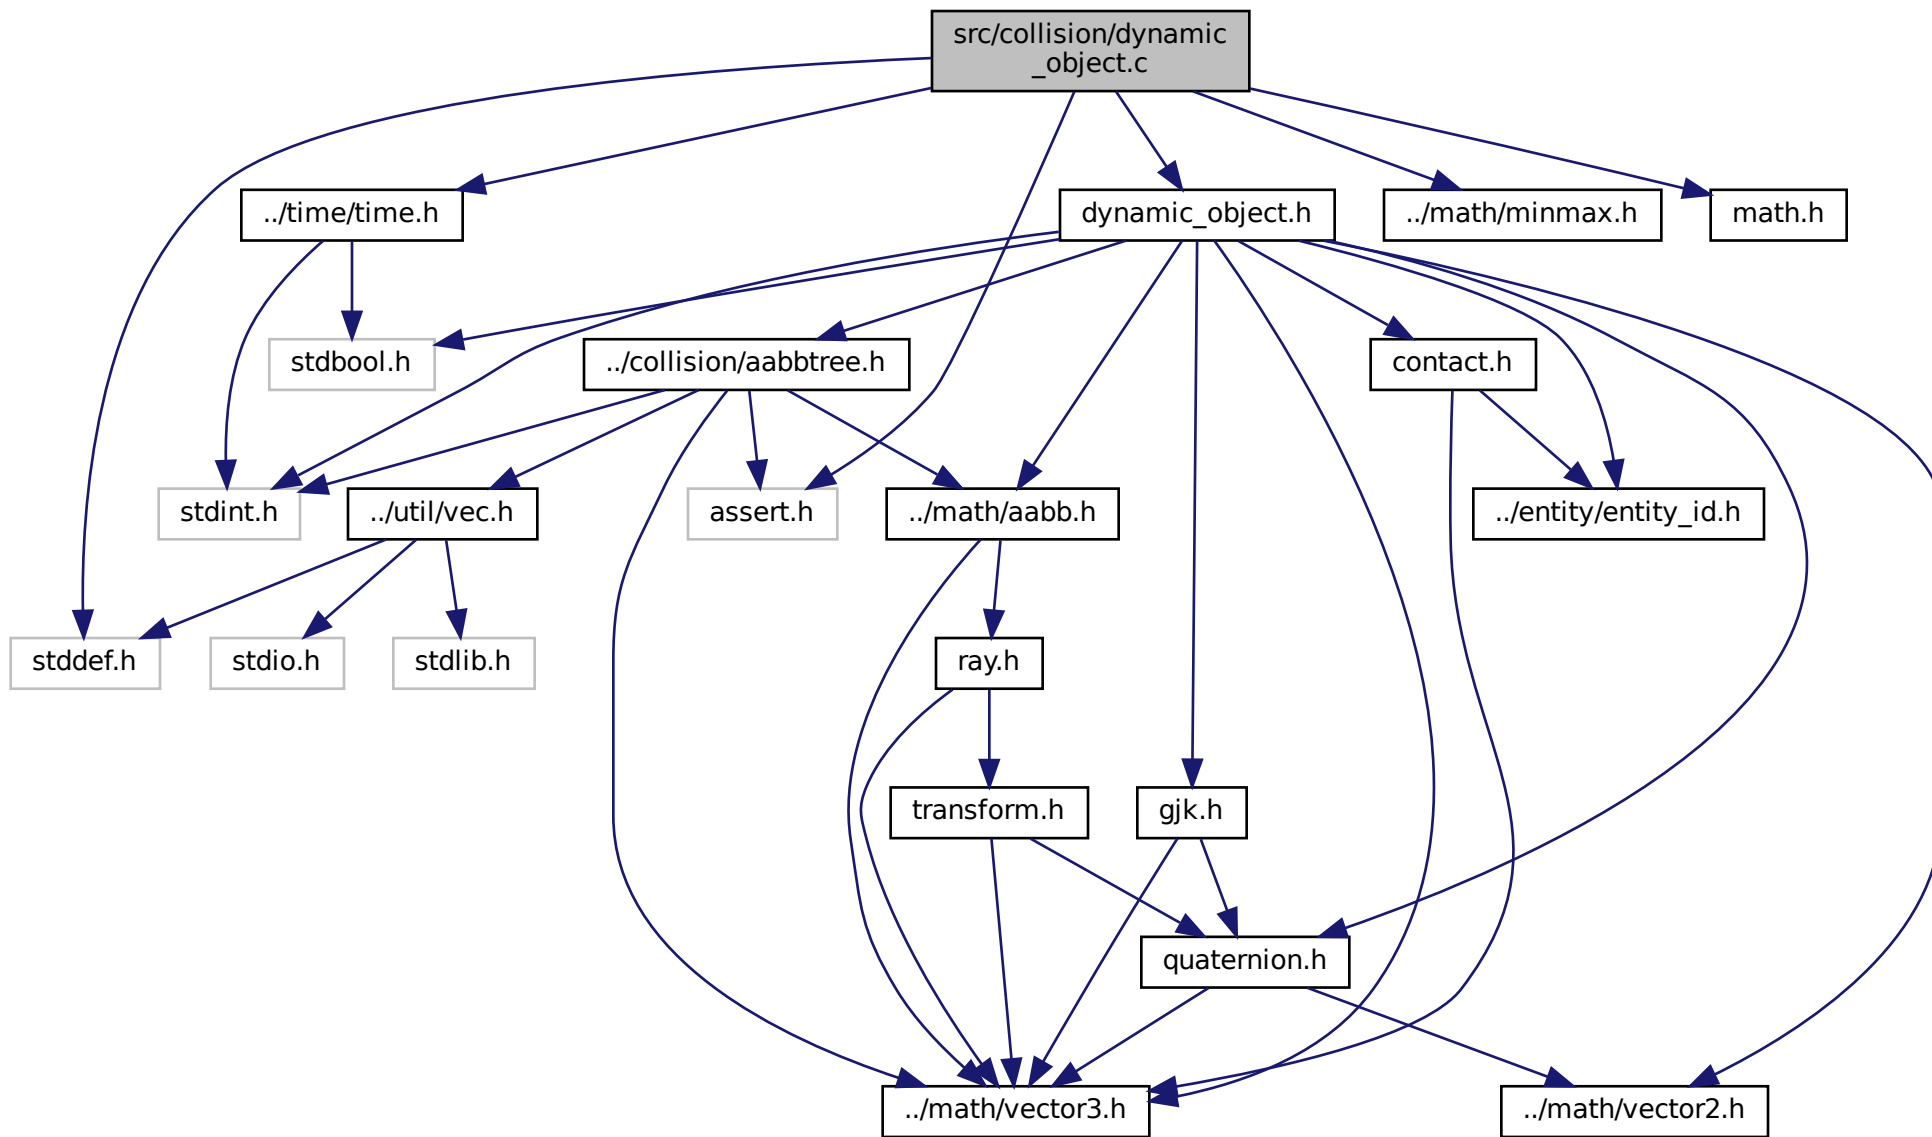 src/collision/dynamic
_object.c
../time/time.h
dynamic_object.h
../math/minmax.h
math.h
stdbool.h
../collision/aabbtree.h
contact.h
stdint.h
../util/vec.h
assert.h
../math/aabb.h
../entity/entity_id.h
stddef.h
stdio.h
stdlib.h
ray.h
transform.h
gjk.h
quaternion.h
../math/vector3.h
../math/vector2.h